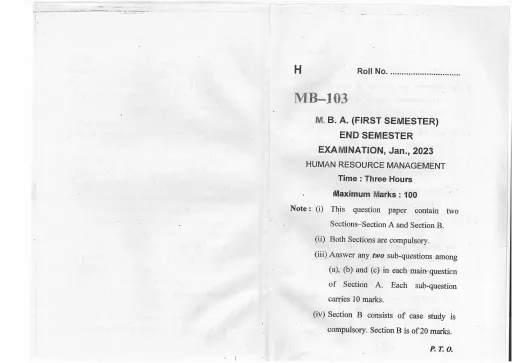 H Roll No. ..............................
MB–103
M. B. A. (FIRST SEMESTER)
END SEMESTER
EXAMINATION, Jan., 2023
HUMAN RESOURCE MANAGEMENT
Time : Three Hours
Maximum Marks : 100
Note : (i) This question paper contain two
Sections–Section A and Section B.
(ii) Both Sections are compulsory.
(iii) Answer any two sub-questions among
(a), (b) and (c) in each main question
of Section A. Each sub-question
carries 10 marks.
(iv) Section B consists of case study is
compulsory. Section B is of 20 marks.
P. T. O.